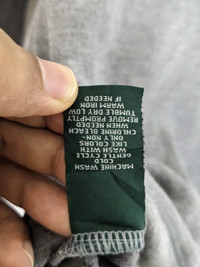 MACHINE WASH
COLD
GENTLE CYCLE
WASH WITH
LIKE COLORS
ONLY NON-
CHLORINE BLEACH
WHEN NEEDED
REMOVE PROMPTLY
TUMBLE DRY LOW
WARM IRON
IF NEEDED